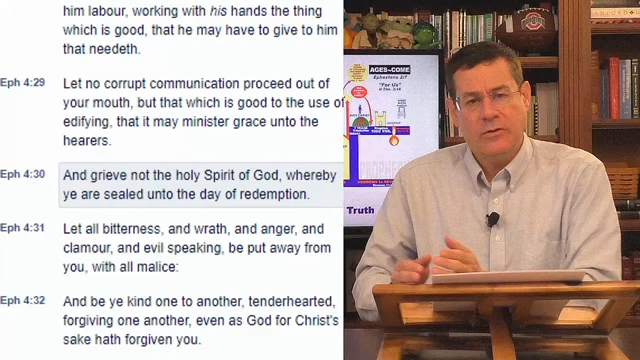 him labour, working with his hands the thing
which is good, that he may have to give to him
that needeth.
Eph 4:29
Let no corrupt communication proceed out of
your mouth, but that which is good to the use of
edifying, that it may minister grace unto the
hearers.
Eph 4:30
And grieve not the holy Spirit of God, whereby
ye are sealed unto the day of redemption.
Eph 4:31
Let all bitterness, and wrath, and anger, and
clamour, and evil speaking, be put away from
you, with all malice:
Eph 4:32
And be ye kind one to another, tenderhearted,
forgiving one another, even as God for Christ's
sake hath forgiven you.
AGES~COME
Ephesians 2:7
"For Us"
Truth